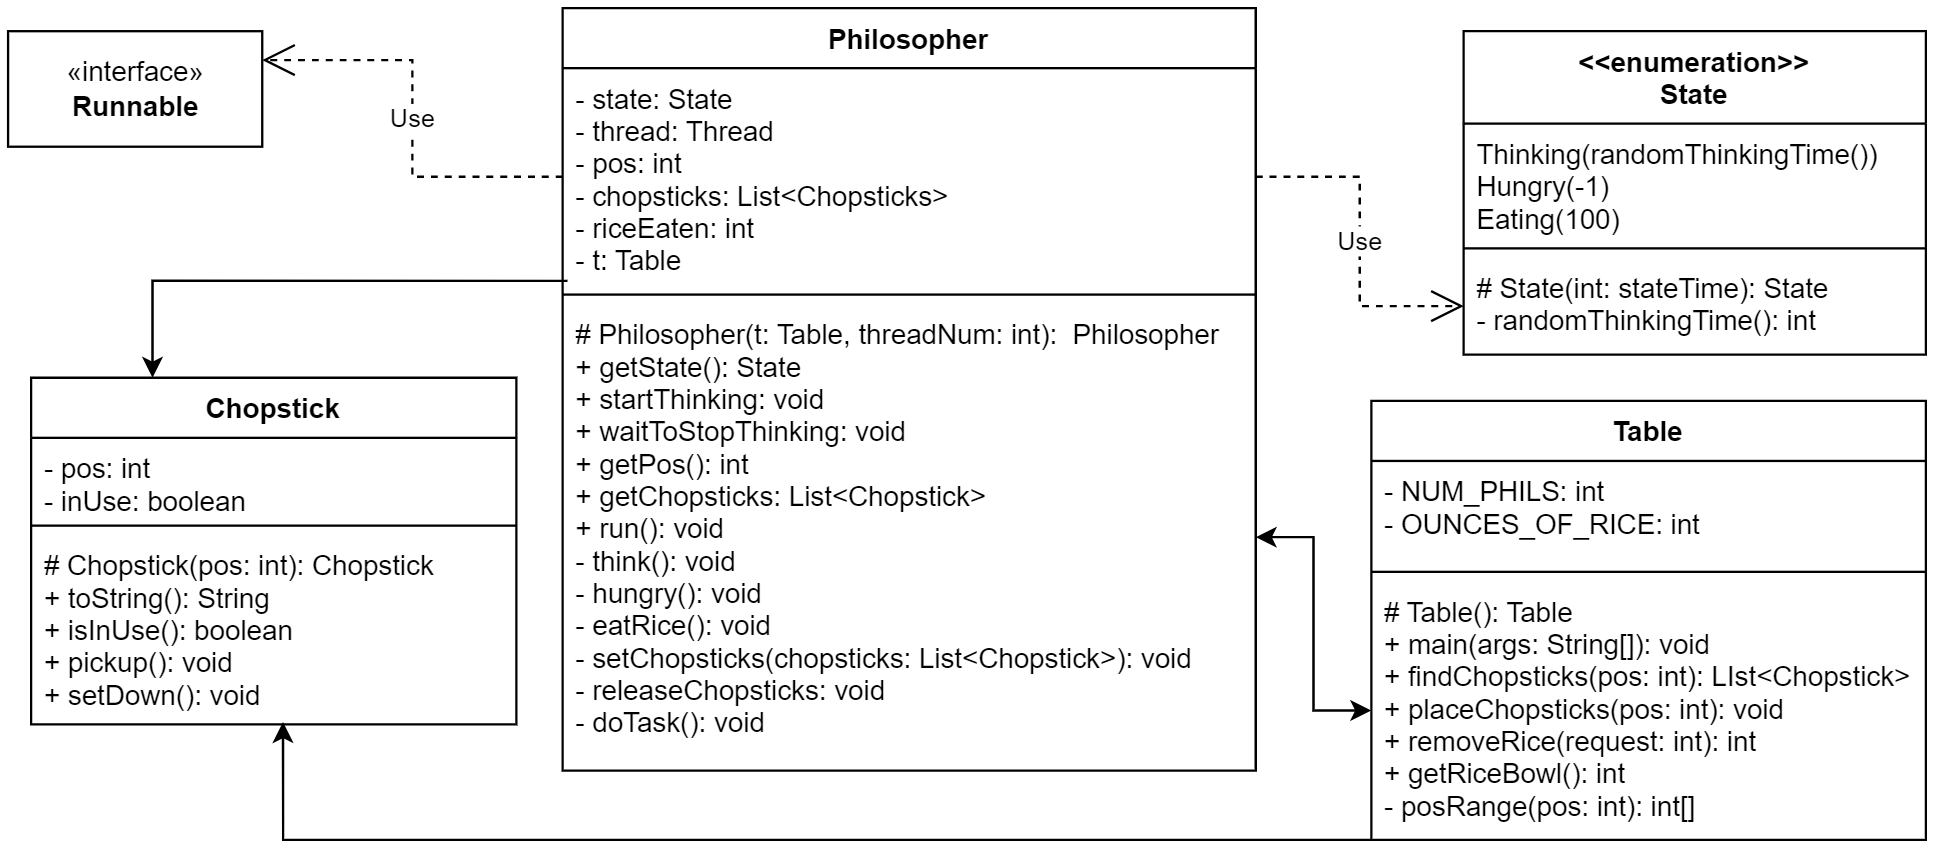 «interface»
Runnable
Use
Philosopher
- state: State
- thread: Thread
- pos: int
- chopsticks: List<Chopsticks>
- riceEaten: int
- t: Table
# Philosopher(t: Table, threadNum: int):  Philosopher
+ getState(): State
+ startThinking: void
+ waitToStopThinking: void
+ getPos(): int
+ getChopsticks: List<Chopstick>
+ run(): void
- think(): void
- hungry(): void
- eatRice(): void
- setChopsticks(chopsticks: List<Chopstick>): void
- releaseChopsticks: void
- doTask(): void
Use
<<enumeration>>
State
Thinking(randomThinkingTime())
Hungry(-1)
Eating(100)
# State(int: stateTime): State
- randomThinkingTime(): int
Chopstick
- pos: int
- inUse: boolean
# Chopstick(pos: int): Chopstick
+ toString(): String
+ isInUse(): boolean
+ pickup(): void
+ setDown(): void
Table
- NUM_PHILS: int
- OUNCES_OF_RICE: int
# Table(): Table
+ main(args: String[]): void
+ findChopsticks(pos: int): LIst<Chopstick>
+ placeChopsticks(pos: int): void
+ removeRice(request: int): int
+ getRiceBowl(): int
- posRange(pos: int): int[]